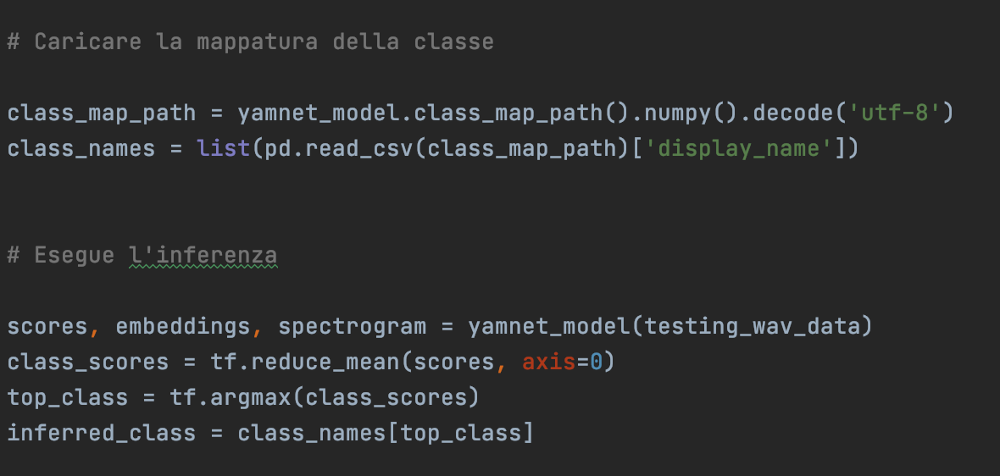 # Caricare la mappatura della classe
class_map_path = yamnet_model.class_map_path().numpy().decode('utf-8')
class_names = list(pd.read_csv(class_map_path)['display_name'])
# Esegue l'inferenza
scores, embeddings, spectrogram = yamnet_model(testing_wav_data)
class_scores = tf.reduce_mean(scores, axis=0)
top_class = tf.argmax(class_scores)
inferred_class = class_names[top_class]